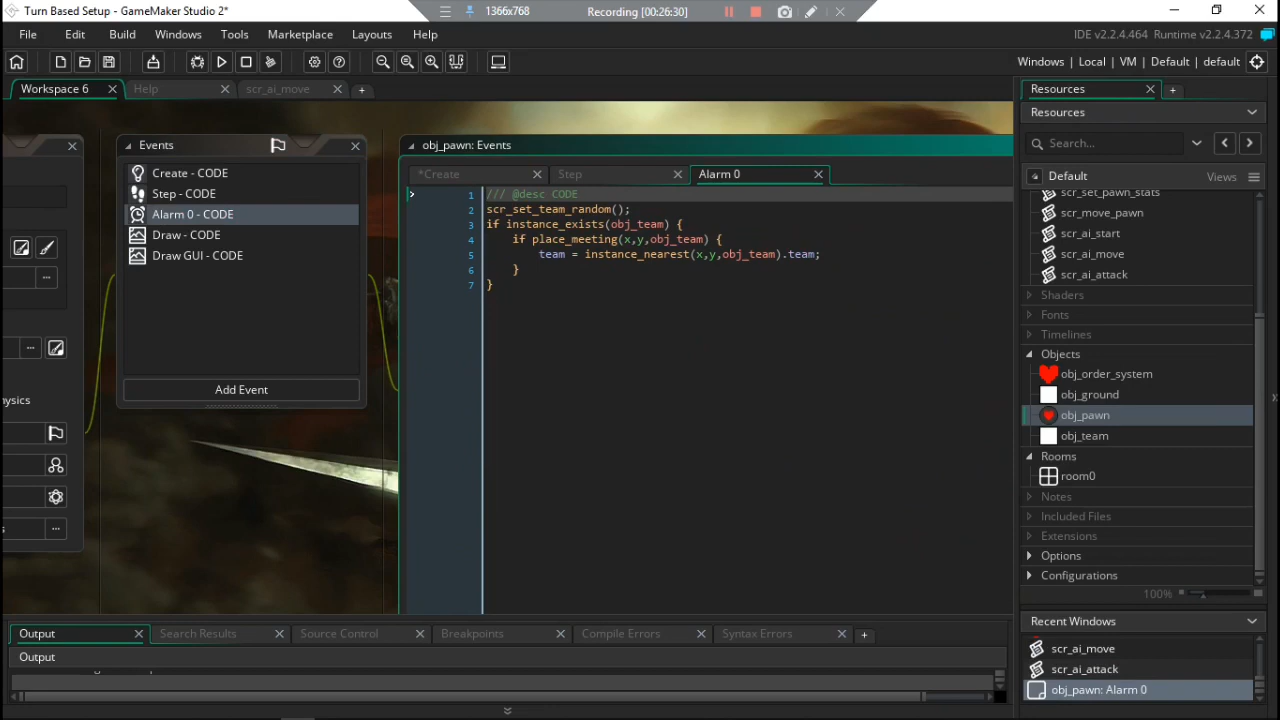 Turn Based Setup - GameMaker Studio 2*
1366x768
Recording [00:26:30]
File Edit Build Windows Tools Marketplace Layouts Help
IDE v2.2.4.464 Runtime v2.2.4.372
Windows | Local | VM | Default | default
Workspace 6
Help
scr_ai_move
Resources
Events
obj_pawn: Events
Resources
Search...
Create - CODE
Step - CODE
Alarm 0 - CODE
Draw - CODE
Draw GUI - CODE
Add Event
*Create
Step
Alarm 0
1 /// @desc CODE
2 scr_set_team_random();
3 if instance_exists(obj_team) {
4 if place_meeting(x,y,obj_team) {
5 team = instance_nearest(x,y,obj_team).team;
6 }
7 }
Default
Views
scr_set_pawn_stats
scr_move_pawn
scr_ai_start
scr_ai_move
scr_ai_attack
Shaders
Fonts
Timelines
Objects
obj_order_system
obj_ground
obj_pawn
obj_team
Rooms
room0
Notes
Included Files
Extensions
Options
Configurations
100%
Output
Search Results
Source Control
Breakpoints
Compile Errors
Syntax Errors
Output
Recent Windows
scr_ai_move
scr_ai_attack
obj_pawn: Alarm 0